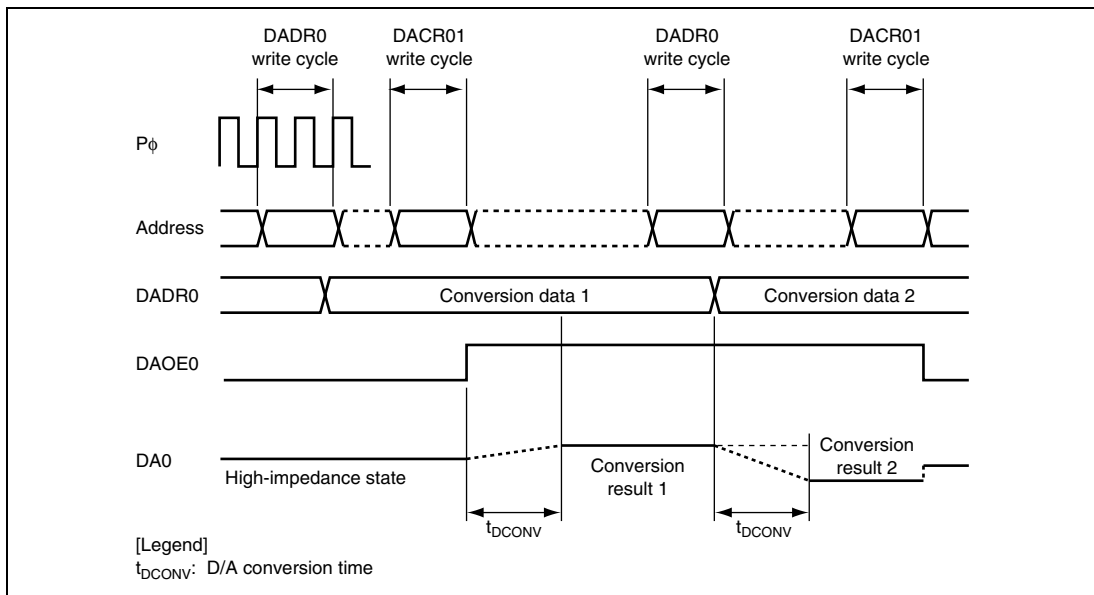 DADR0 write cycle
DACR01 write cycle
DADR0 write cycle
DACR01 write cycle
Pϕ
Address
DADR0
Conversion data 1
Conversion data 2
DAOE0
DA0
High-impedance state
Conversion result 1
Conversion result 2
tDCONV
tDCONV
[Legend]
tDCONV: D/A conversion time